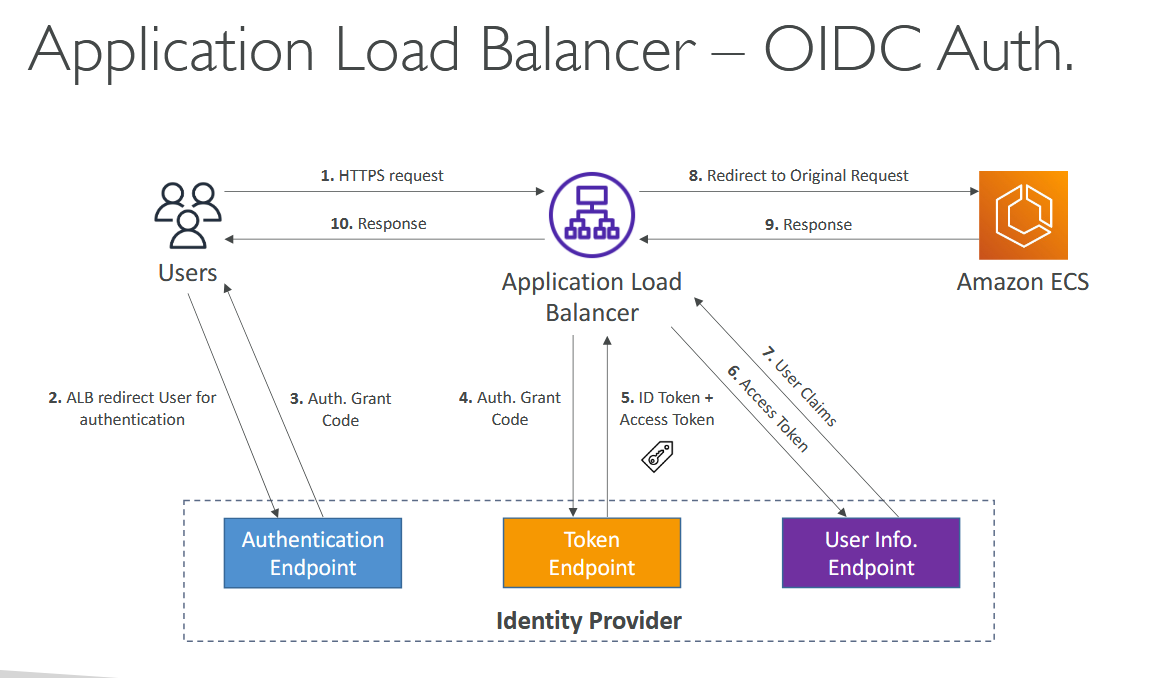 Application Load Balancer – OIDC Auth.
1. HTTPS request
8. Redirect to Original Request
10. Response
9. Response
Users
Application Load
Balancer
Amazon ECS
2. ALB redirect User for
authentication
3. Auth. Grant
Code
4. Auth. Grant
Code
5. ID Token +
Access Token
6. Access Token
7. User Claims
Authentication
Endpoint
Token
Endpoint
User Info.
Endpoint
Identity Provider